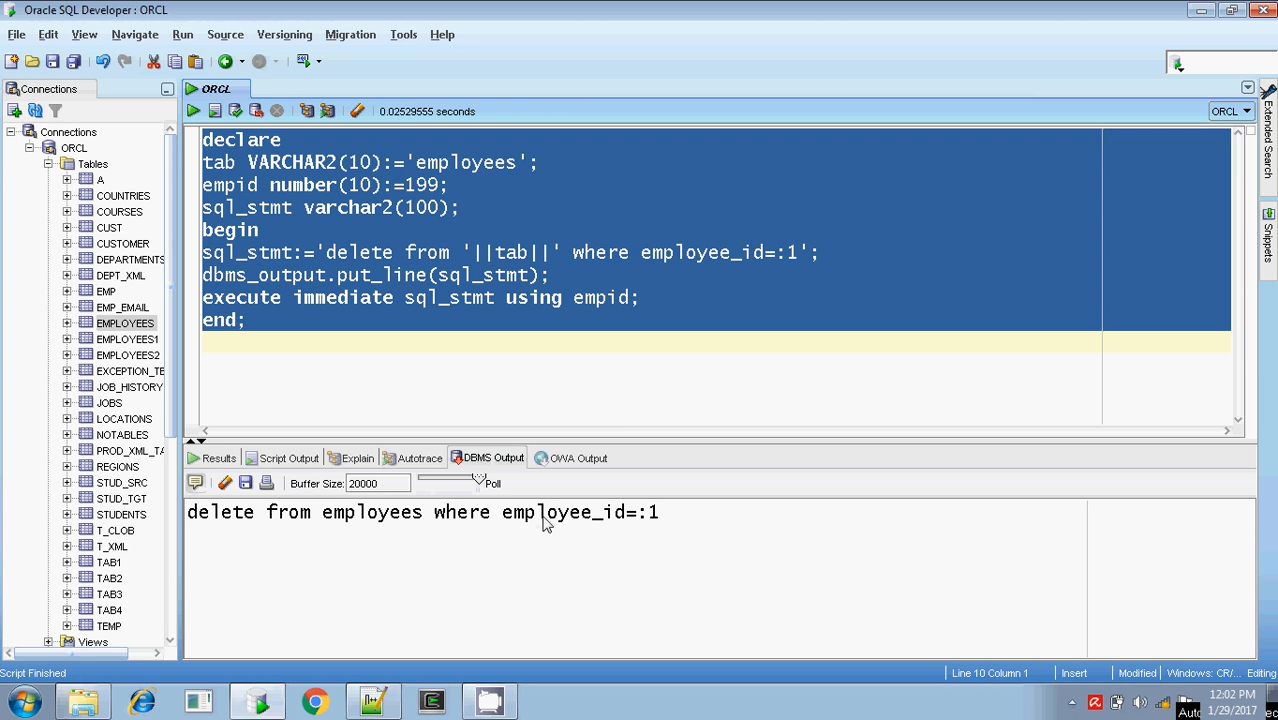 Oracle SQL Developer : ORCL
File Edit View Navigate Run Source Versioning Migration Tools Help
Connections
ORCL
0.02529555 seconds
ORCL
Extended Search
Snippets
Connections
ORCL
Tables
A
COUNTRIES
COURSES
CUST
CUSTOMER
DEPARTMENTS
DEPT_XML
EMP
EMP_EMAIL
EMPLOYEES
EMPLOYEES1
EMPLOYEES2
EXCEPTION_TE
JOB_HISTORY
JOBS
LOCATIONS
NOTABLES
PROD_XML_TA
REGIONS
STUD_SRC
STUD_TGT
STUDENTS
T_CLOB
T_XML
TAB1
TAB2
TAB3
TAB4
TEMP
Views
declare
tab VARCHAR2(10):='employees';
empid number(10):=199;
sql_stmt varchar2(100);
begin
sql_stmt:='delete from '||tab||' where employee_id=:1';
dbms_output.put_line(sql_stmt);
execute immediate sql_stmt using empid;
end;
Results Script Output Explain Autotrace DBMS Output OWA Output
Buffer Size: 20000 Poll
delete from employees where employee_id=:1
Script Finished
Line 10 Column 1 Insert Modified Windows: CR/... Editing
12:02 PM
1/29/2017